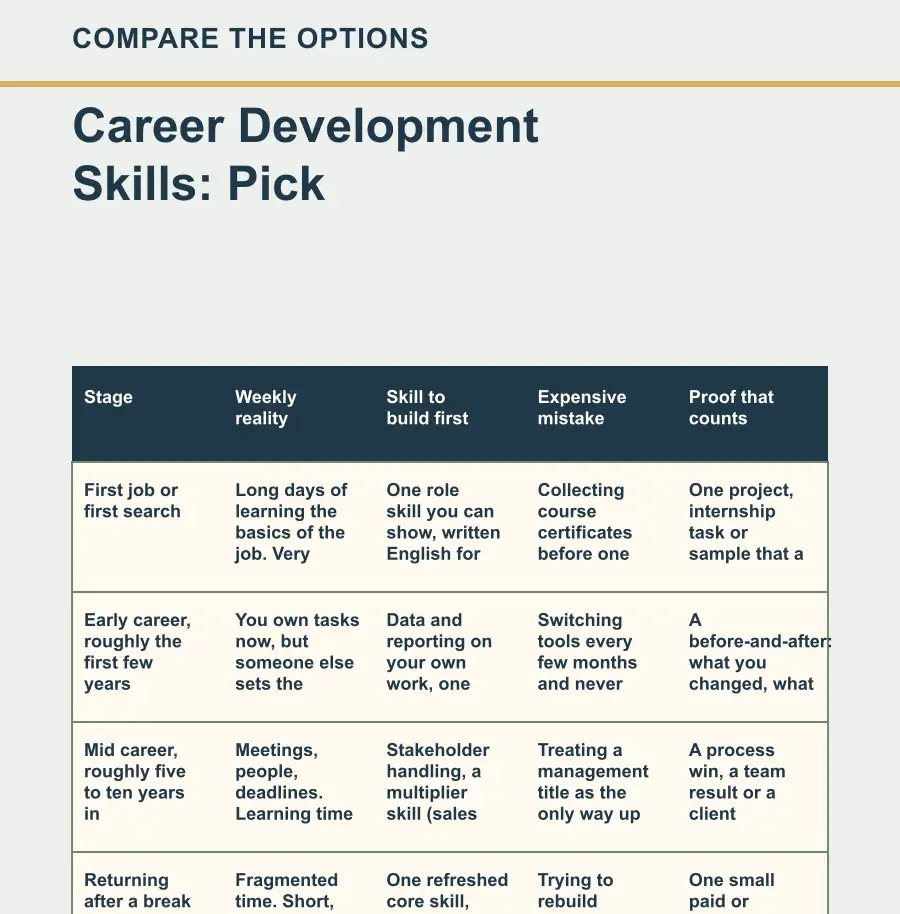 COMPARE THE OPTIONS
Career Development
Skills: Pick
Stage
Weekly
reality
Skill to
build first
Expensive
mistake
Proof that
counts
First job or
first search
Long days of
learning the
basics of the
job. Very
One role
skill you can
show, written
English for
Collecting
course
certificates
before one
One project,
internship
task or
sample that a
Early career,
roughly the
first few
years
You own tasks
now, but
someone else
sets the
Data and
reporting on
your own
work, one
Switching
tools every
few months
and never
A
before-and-after:
what you
changed, what
Mid career,
roughly five
to ten years
in
Meetings,
people,
deadlines.
Learning time
Stakeholder
handling, a
multiplier
skill (sales
Treating a
management
title as the
only way up
A process
win, a team
result or a
client
Returning
after a break
Fragmented
time. Short,
One refreshed
core skill,
Trying to
rebuild
One small
paid or